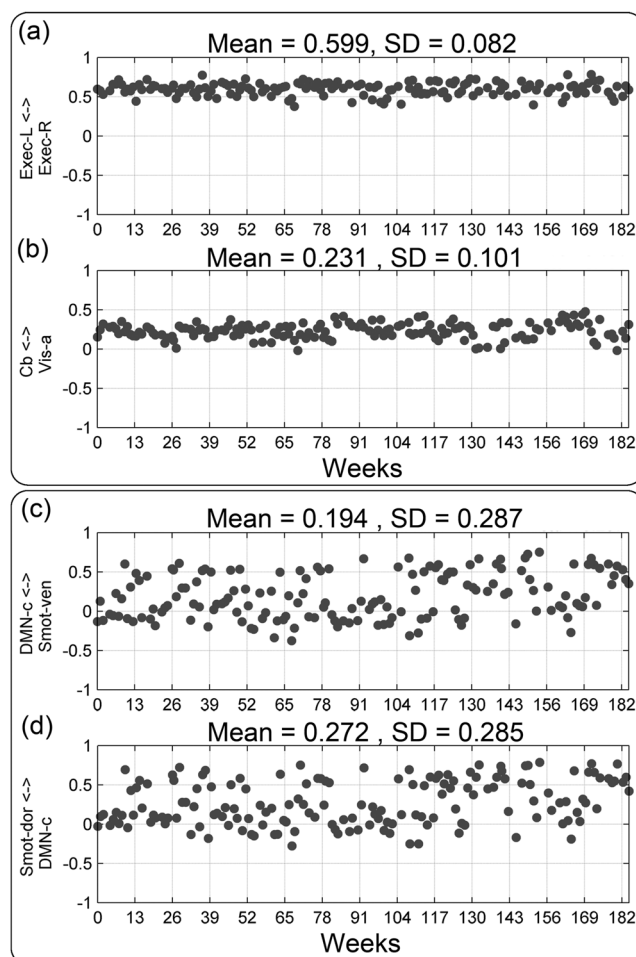 (a)
Mean = 0.599, SD = 0.082
Exec-L <->
Exec-R
1
0.5
0
-0.5
-1
0 13 26 39 52 65 78 91 104 117 130 143 156 169 182
(b)
Mean = 0.231 , SD = 0.101
Cb <->
Vis-a
1
0.5
0
-0.5
-1
0 13 26 39 52 65 78 91 104 117 130 143 156 169 182
Weeks
(c)
Mean = 0.194 , SD = 0.287
DMN-c <->
Smot-ven
1
0.5
0
-0.5
-1
0 13 26 39 52 65 78 91 104 117 130 143 156 169 182
(d)
Mean = 0.272 , SD = 0.285
Smot-dor <->
DMN-c
1
0.5
0
-0.5
-1
0 13 26 39 52 65 78 91 104 117 130 143 156 169 182
Weeks